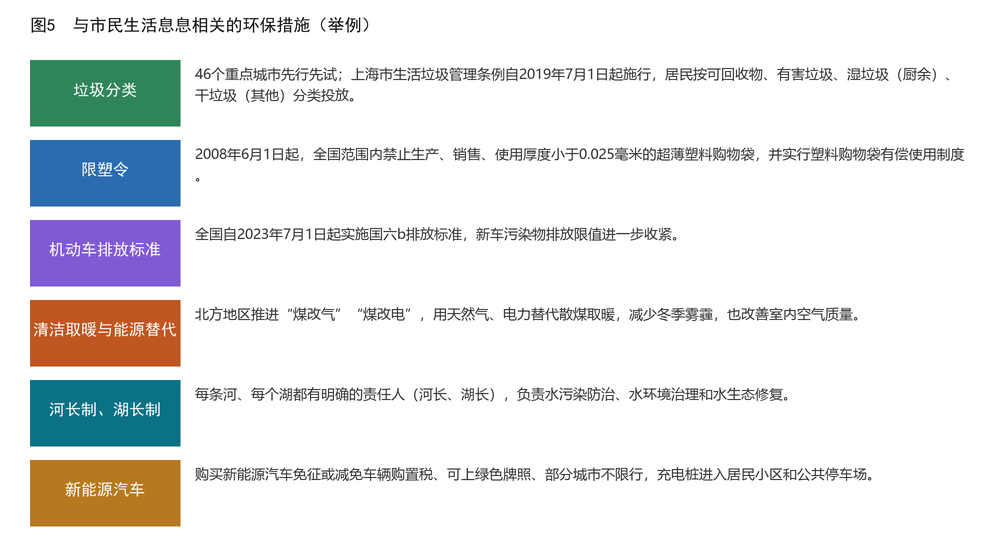 图5 与市民生活息息相关的环保措施（举例）
垃圾分类
46个重点城市先行先试；上海市生活垃圾管理条例自2019年7月1日起施行，居民按可回收物、有害垃圾、湿垃圾（厨余）、
干垃圾（其他）分类投放。
限塑令
2008年6月1日起，全国范围内禁止生产、销售、使用厚度小于0.025毫米的超薄塑料购物袋，并实行塑料购物袋有偿使用制度
。
机动车排放标准
全国自2023年7月1日起实施国六b排放标准，新车污染物排放限值进一步收紧。
清洁取暖与能源替代
北方地区推进“煤改气”“煤改电”，用天然气、电力替代散煤取暖，减少冬季雾霾，也改善室内空气质量。
河长制、湖长制
每条河、每个湖都有明确的责任人（河长、湖长），负责水污染防治、水环境治理和水生态修复。
新能源汽车
购买新能源汽车免征或减免车辆购置税、可上绿色牌照、部分城市不限行，充电桩进入居民小区和公共停车场。